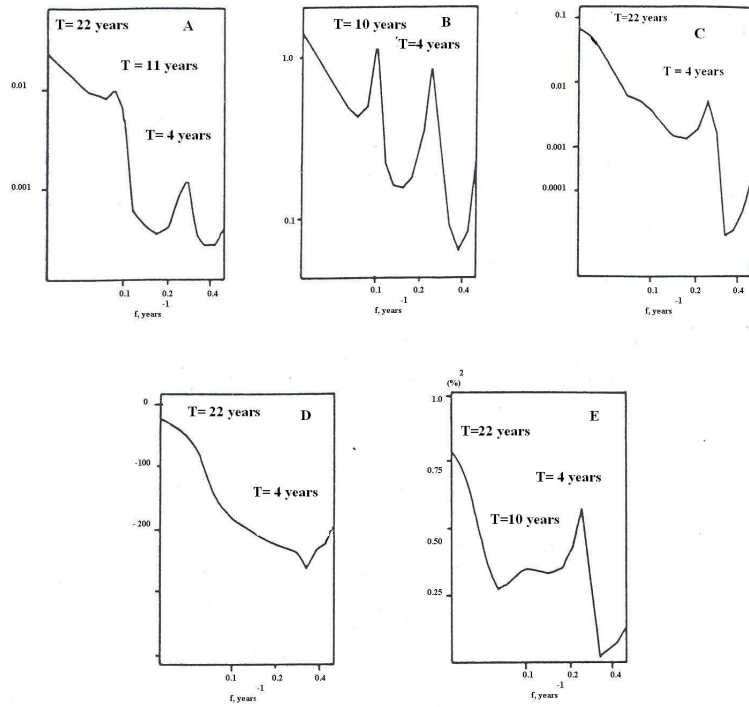 T= 22 years
A
T = 11 years
T= 4 years
0.01
0.001
0.1
0.2
0.4
-1
f, years
T= 10 years
B
'T=4 years
1.0
0.1
0.1
0.2
0.4
-1
f, years
T=22 years
C
T = 4 years
0.1
0.01
0.001
0.0001
0.1
0.2
0.4
-1
f, years
T= 22 years
D
T= 4 years
0
-100
- 200
0.1
0.2
0.4
-1
f, years
2
(%)
E
T=22 years
T= 4 years
T=10 years
1.0
0.75
0.50
0.25
0.1
0.2
0.4
-1
f, years